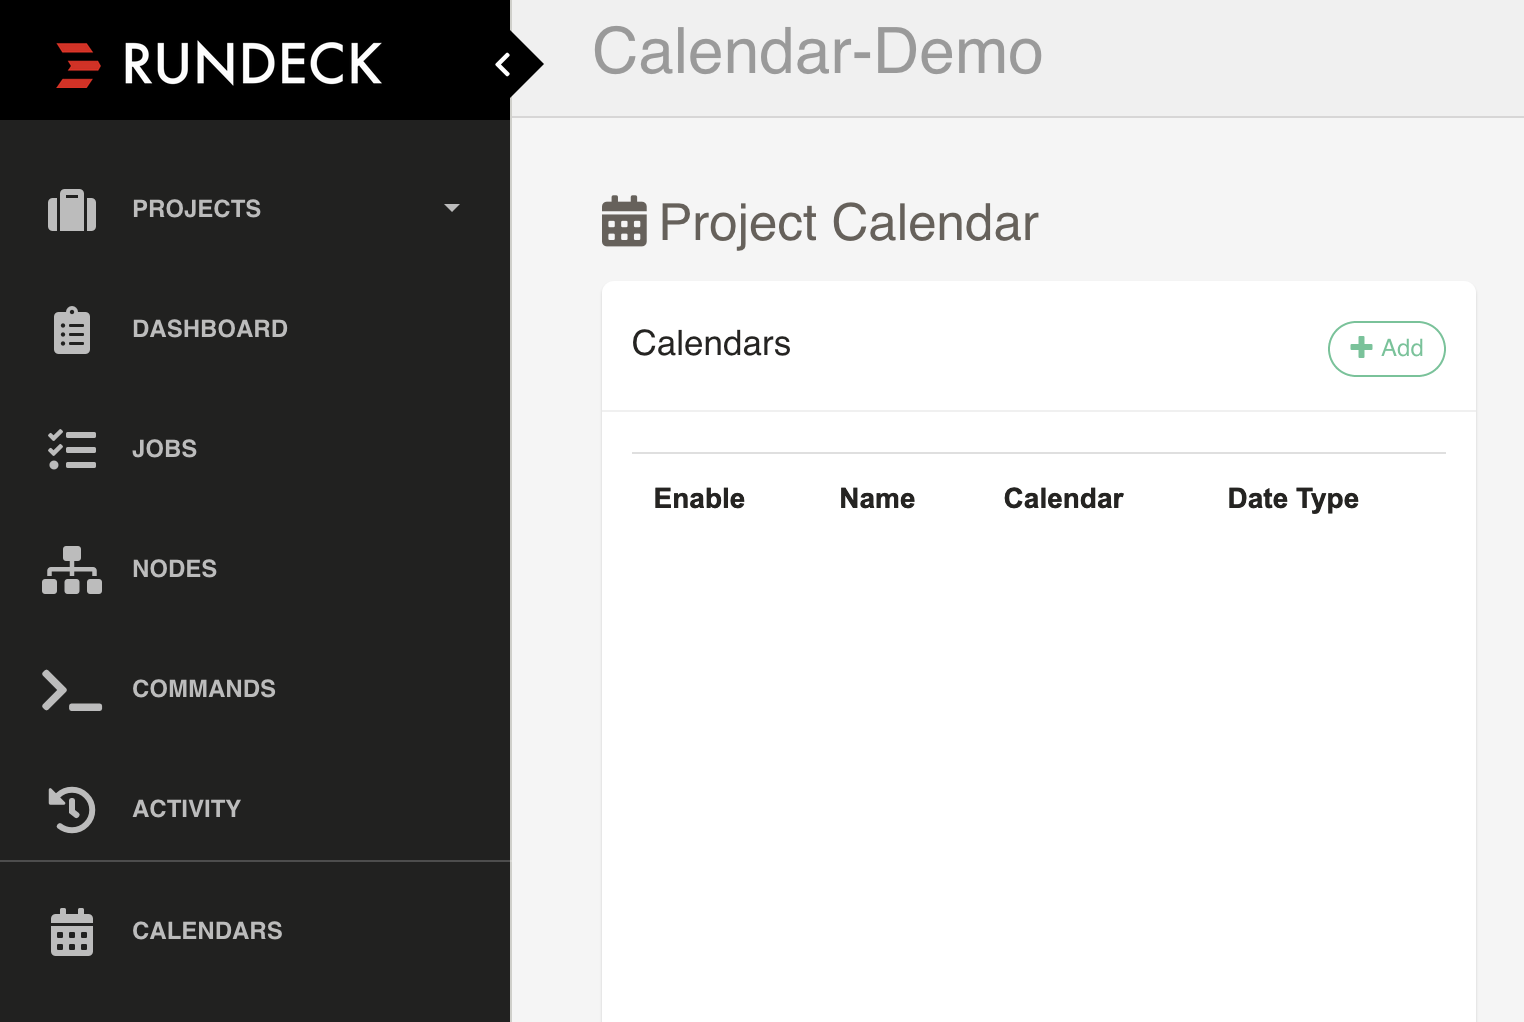 RUNDECK
PROJECTS
DASHBOARD
JOBS
NODES
COMMANDS
ACTIVITY
CALENDARS
Calendar-Demo
Project Calendar
Calendars
Add
Enable Name Calendar Date Type